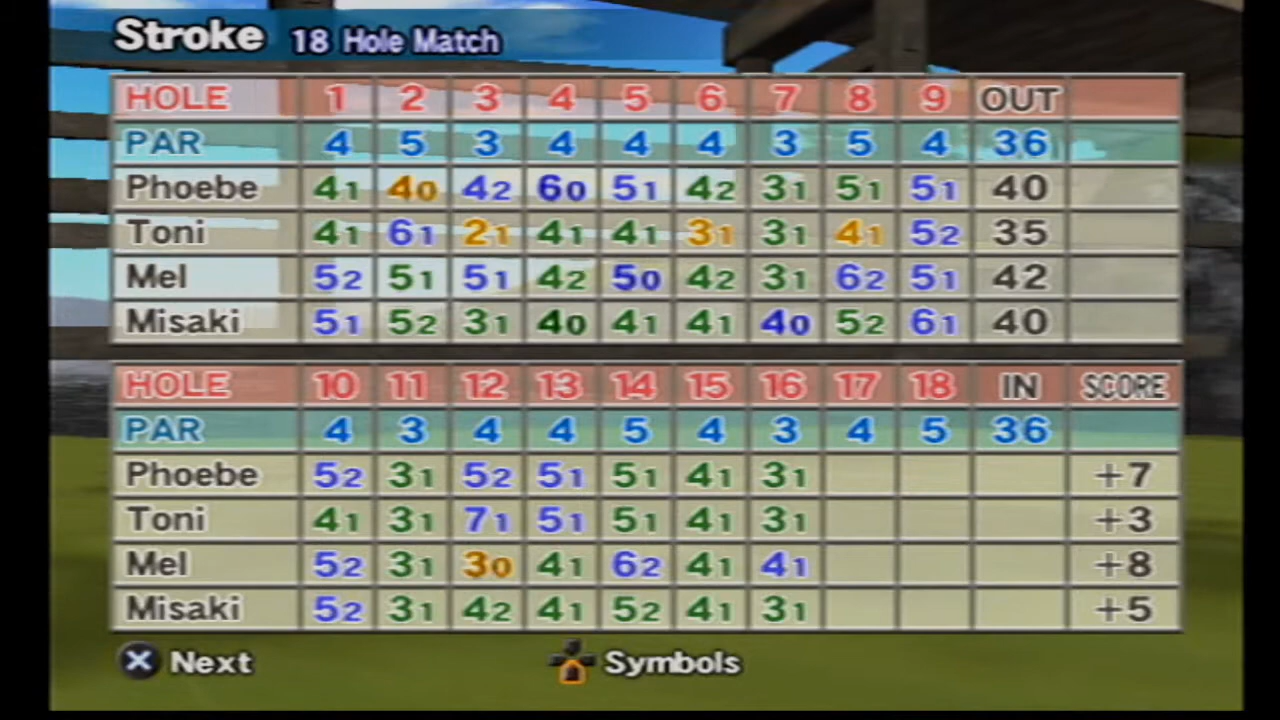 Stroke 18 Hole Match
HOLE 1 2 3 4 5 6 7 8 9 OUT
PAR 4 5 3 4 4 4 3 5 4 36
Phoebe 41 40 42 60 51 42 31 51 51 40
Toni 41 61 21 41 41 31 31 41 52 35
Mel 52 51 51 42 50 42 31 62 51 42
Misaki 51 52 31 40 41 41 40 52 61 40
HOLE 10 11 12 13 14 15 16 17 18 IN SCORE
PAR 4 3 4 4 5 4 3 4 5 36
Phoebe 52 31 52 51 51 41 31 +7
Toni 41 31 71 51 51 41 31 +3
Mel 52 31 30 41 62 41 41 +8
Misaki 52 31 42 41 52 41 31 +5
Next Symbols